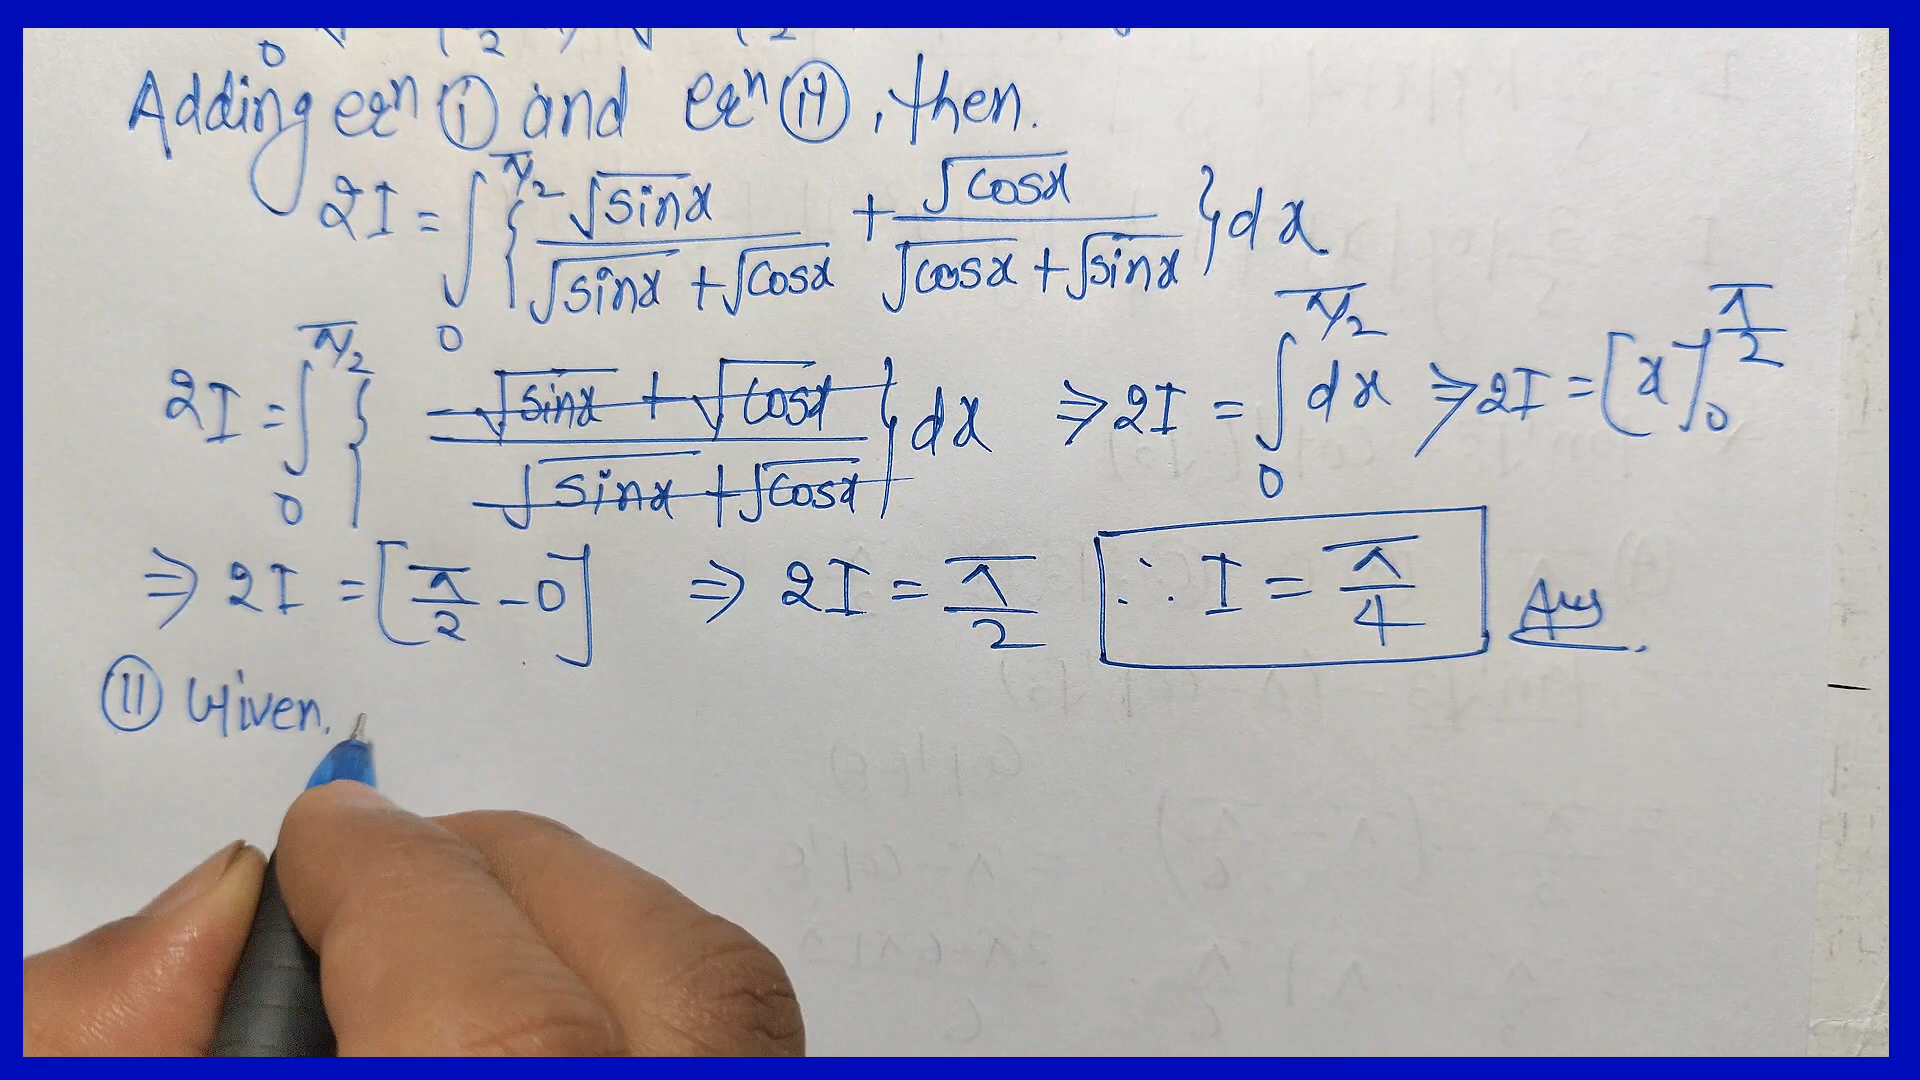 Adding eqn (i) and eqn (ii), then.
2I = ∫₀^{π/2} { √sinx / (√sinx + √cosx) + √cosx / (√cosx + √sinx) } dx
2I = ∫₀^{π/2} { (√sinx + √cosx) / (√sinx + √cosx) } dx ⇒ 2I = ∫₀^{π/2} dx ⇒ 2I = [x]₀^{π/2}
⇒ 2I = [π/2 - 0] ⇒ 2I = π/2 ∴ I = π/4 Ans.
(ii) Given.